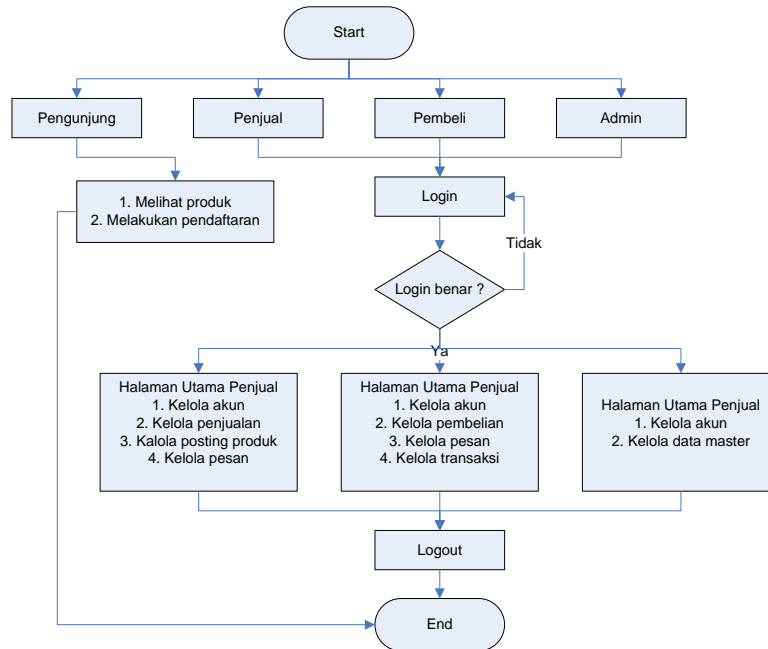 Start
Pengunjung
Penjual
Pembeli
Admin
1. Melihat produk
2. Melakukan pendaftaran
Login
Tidak
Login benar ?
Ya
Halaman Utama Penjual
1. Kelola akun
2. Kelola penjualan
3. Kalola posting produk
4. Kelola pesan
Halaman Utama Penjual
1. Kelola akun
2. Kelola pembelian
3. Kelola pesan
4. Kelola transaksi
Halaman Utama Penjual
1. Kelola akun
2. Kelola data master
Logout
End